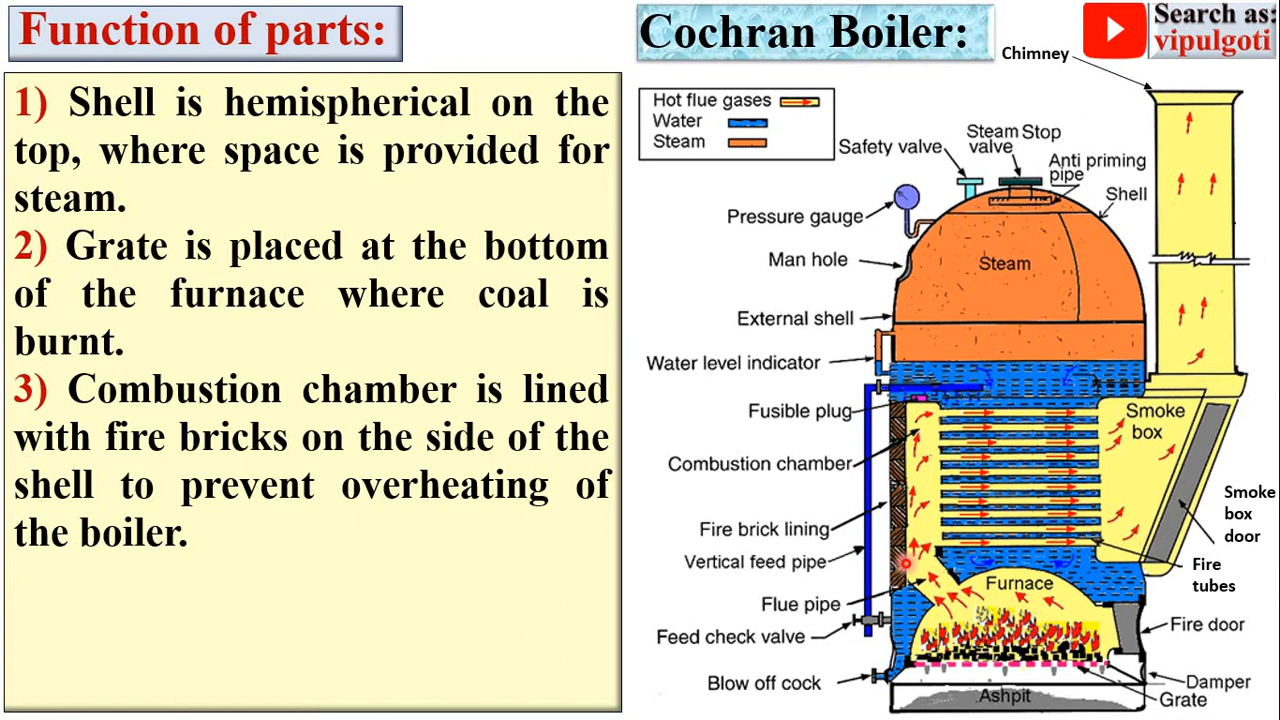 Function of parts:
1) Shell is hemispherical on the
top, where space is provided for
steam.
2) Grate is placed at the bottom
of the furnace where coal is
burnt.
3) Combustion chamber is lined
with fire bricks on the side of the
shell to prevent overheating of
the boiler.
Cochran Boiler:
Search as:
vipulgoti
Chimney
Hot flue gases
Water
Steam
Safety valve
Steam Stop
valve
Anti priming
pipe
Shell
Pressure gauge
Man hole
Steam
External shell
Water level indicator
Fusible plug
Smoke
box
Combustion chamber
Smoke
box
door
Fire brick lining
Vertical feed pipe
Fire
tubes
Furnace
Flue pipe
Feed check valve
Fire door
Blow off cock
Damper
Grate
Ashpit